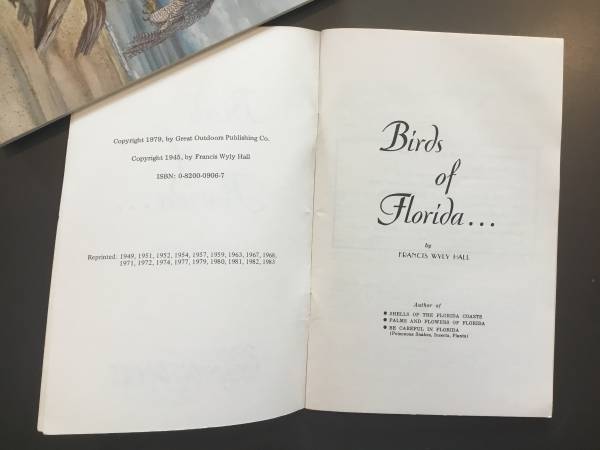 Copyright 1979, by Great Outdoors Publishing Co.
Copyright 1945, by Francis Wyly Hall
ISBN: 0-8200-0906-7
Reprinted: 1949, 1951, 1952, 1954, 1957, 1959, 1963, 1967, 1968,
1971, 1972, 1974, 1977, 1979, 1980, 1981, 1982, 1983
Birds
of
Florida...
by
FRANCIS WYLY HALL
Author of
● SHELLS OF THE FLORIDA COASTS
● PALMS AND FLOWERS OF FLORIDA
● BE CAREFUL IN FLORIDA
(Poisonous Snakes, Insects, Plants)